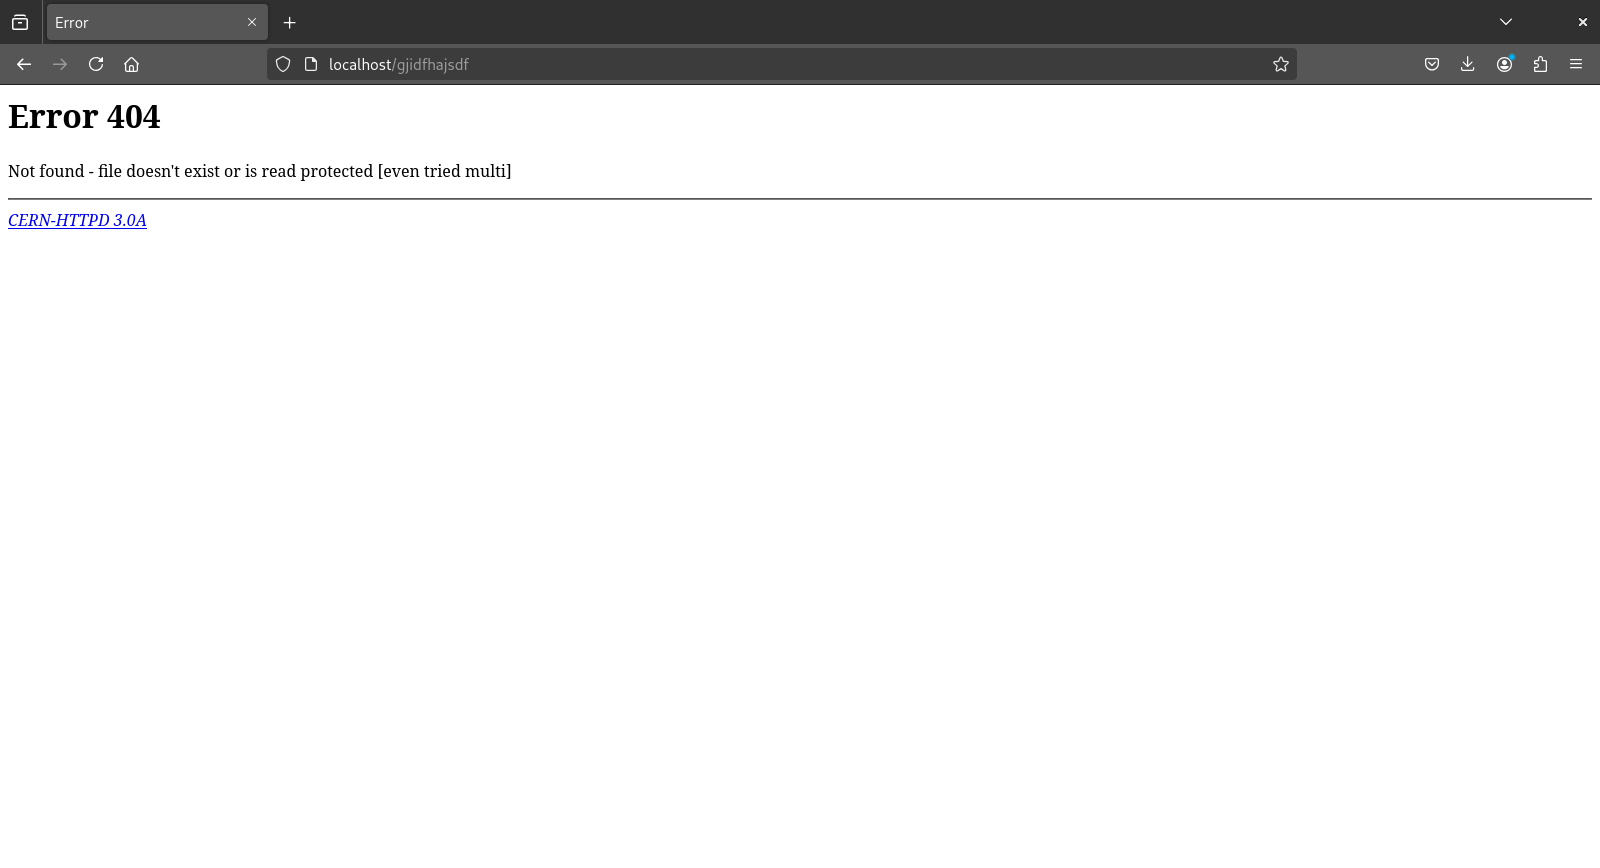 Error
localhost/gjidfhajsdf
Error 404
Not found - file doesn't exist or is read protected [even tried multi]
CERN-HTTPD 3.0A